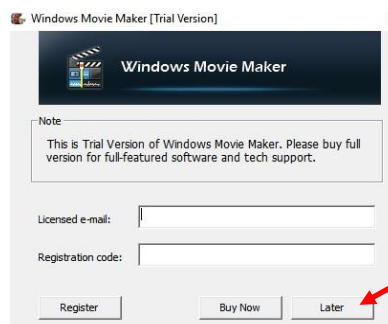 Windows Movie Maker [Trial Version]
Windows Movie Maker
Note
This is Trial Version of Windows Movie Maker. Please buy full
version for full-featured software and tech support.
Licensed e-mail:
Registration code:
Register Buy Now Later